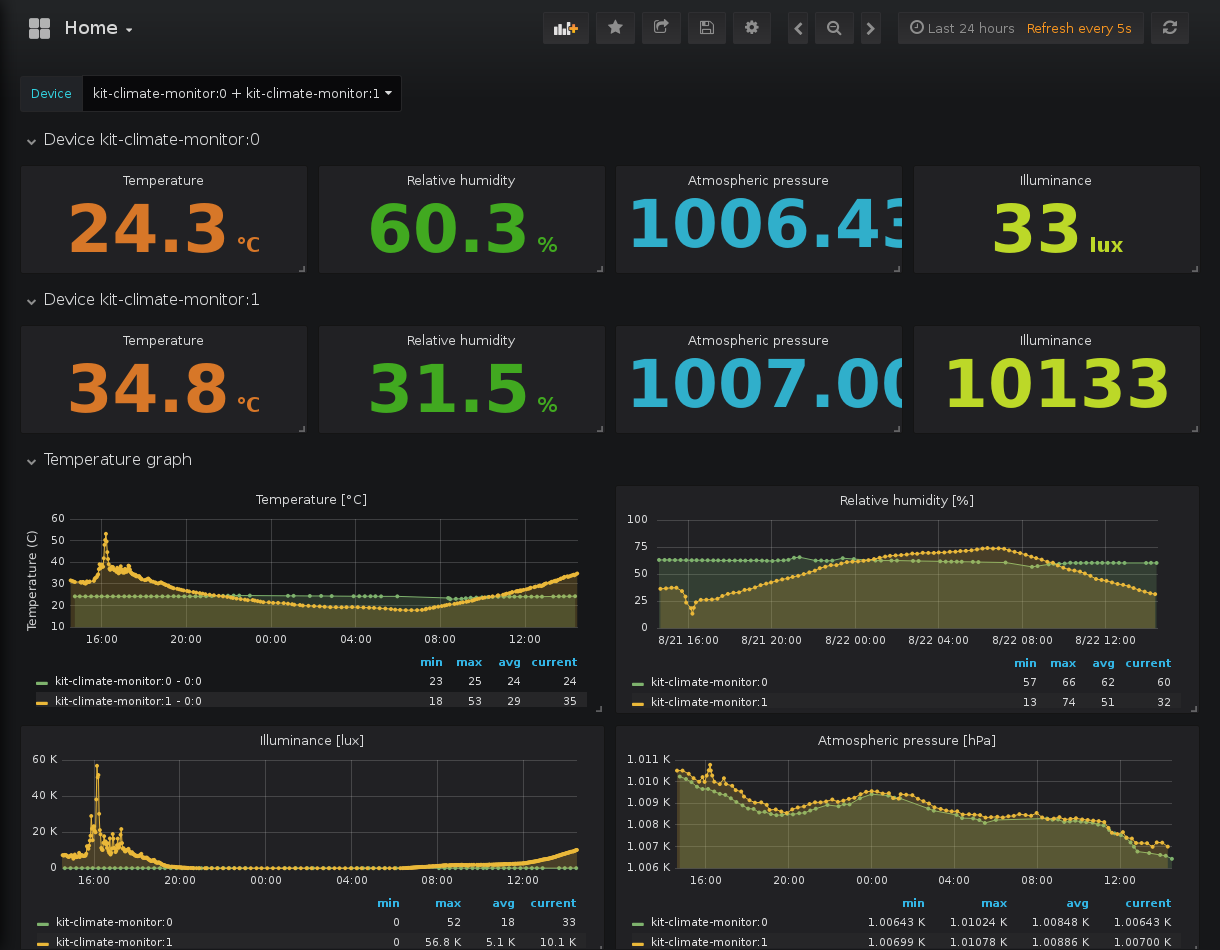 Home
Last 24 hours Refresh every 5s
Device kit-climate-monitor:0 + kit-climate-monitor:1
Device kit-climate-monitor:0
Temperature Relative humidity Atmospheric pressure Illuminance
24.3 °C 60.3 % 1006.43 33 lux
Device kit-climate-monitor:1
Temperature Relative humidity Atmospheric pressure Illuminance
34.8 °C 31.5 % 1007.00 10133
Temperature graph
Temperature [°C]
Temperature (C)
60
50
40
30
20
10
16:00 20:00 00:00 04:00 08:00 12:00
min max avg current
kit-climate-monitor:0 - 0:0 23 25 24 24
kit-climate-monitor:1 - 0:0 18 53 29 35
Relative humidity [%]
100
75
50
25
0
8/21 16:00 8/21 20:00 8/22 00:00 8/22 04:00 8/22 08:00 8/22 12:00
min max avg current
kit-climate-monitor:0 57 66 62 60
kit-climate-monitor:1 13 74 51 32
Illuminance [lux]
60 K
40 K
20 K
0
16:00 20:00 00:00 04:00 08:00 12:00
min max avg current
kit-climate-monitor:0 0 52 18 33
kit-climate-monitor:1 0 56.8 K 5.1 K 10.1 K
Atmospheric pressure [hPa]
1.011 K
1.010 K
1.009 K
1.008 K
1.007 K
1.006 K
16:00 20:00 00:00 04:00 08:00 12:00
min max avg current
kit-climate-monitor:0 1.00643 K 1.01024 K 1.00848 K 1.00643 K
kit-climate-monitor:1 1.00699 K 1.01078 K 1.00886 K 1.00700 K